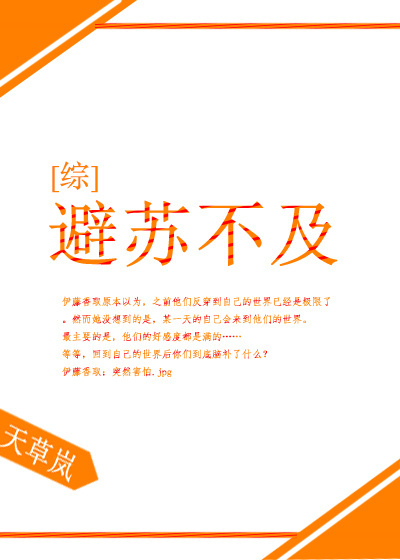 [综]
避苏不及
伊藤香取原本以为，之前他们反穿到自己的世界已经是极限了
。然而她没想到的是，某一天的自己会来到他们的世界。
最主要的是，他们的好感度都是满的……
等等，回到自己的世界后你们到底脑补了什么？
伊藤香取：突然害怕.jpg
天草岚